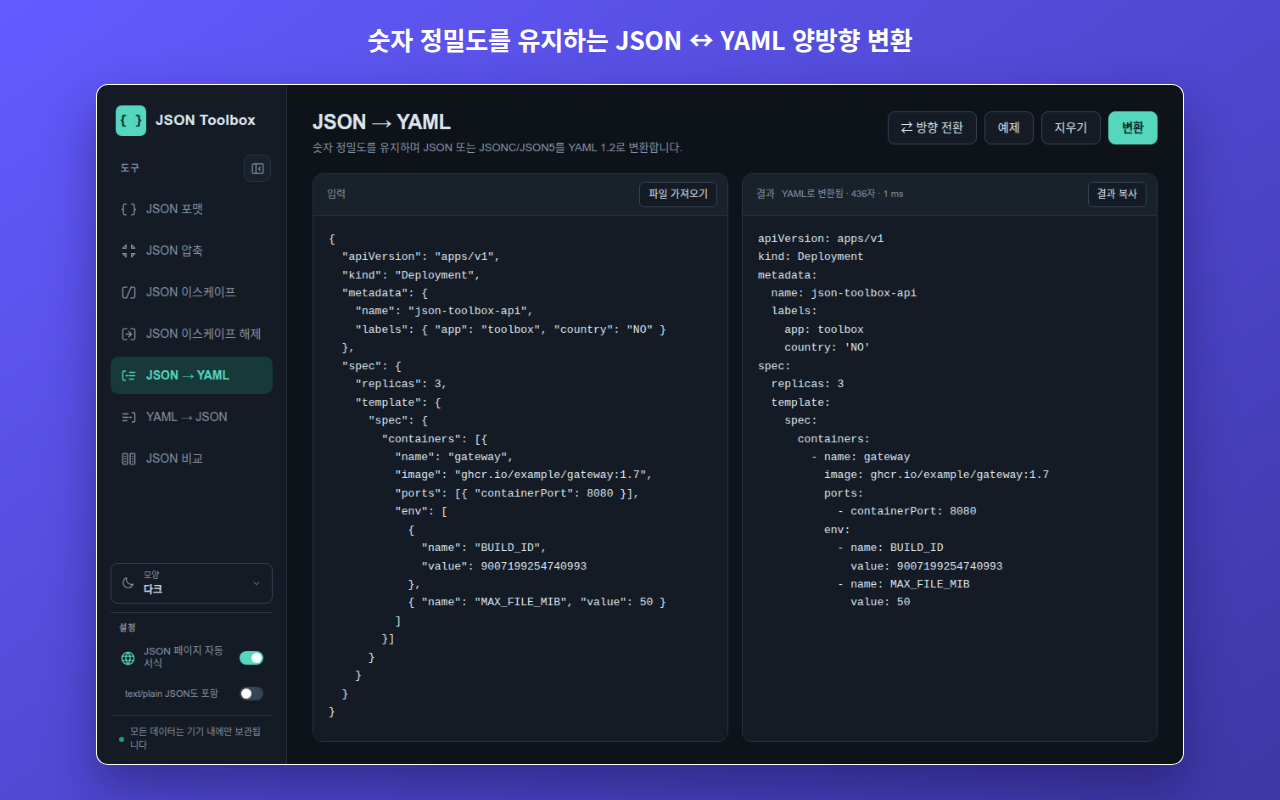 숫자 정밀도를 유지하는 JSON ↔ YAML 양방향 변환
{ } JSON Toolbox
도구
JSON 포맷
JSON 압축
JSON 이스케이프
JSON 이스케이프 해제
JSON → YAML
YAML → JSON
JSON 비교
모양
다크
설정
JSON 페이지 자동
서식
text/plain JSON도 포함
모든 데이터는 기기 내에만 보관됩
니다
JSON → YAML
숫자 정밀도를 유지하며 JSON 또는 JSONC/JSON5를 YAML 1.2로 변환합니다.
⇄ 방향 전환
예제
지우기
변환
입력
파일 가져오기
{
  "apiVersion": "apps/v1",
  "kind": "Deployment",
  "metadata": {
    "name": "json-toolbox-api",
    "labels": { "app": "toolbox", "country": "NO" }
  },
  "spec": {
    "replicas": 3,
    "template": {
      "spec": {
        "containers": [{
          "name": "gateway",
          "image": "ghcr.io/example/gateway:1.7",
          "ports": [{ "containerPort": 8080 }],
          "env": [
            {
              "name": "BUILD_ID",
              "value": 9007199254740993
            },
            { "name": "MAX_FILE_MIB", "value": 50 }
          ]
        }]
      }
    }
  }
}
결과 YAML로 변환됨 · 436자 · 1 ms
결과 복사
apiVersion: apps/v1
kind: Deployment
metadata:
  name: json-toolbox-api
  labels:
    app: toolbox
    country: 'NO'
spec:
  replicas: 3
  template:
    spec:
      containers:
        - name: gateway
          image: ghcr.io/example/gateway:1.7
          ports:
            - containerPort: 8080
          env:
            - name: BUILD_ID
              value: 9007199254740993
            - name: MAX_FILE_MIB
              value: 50